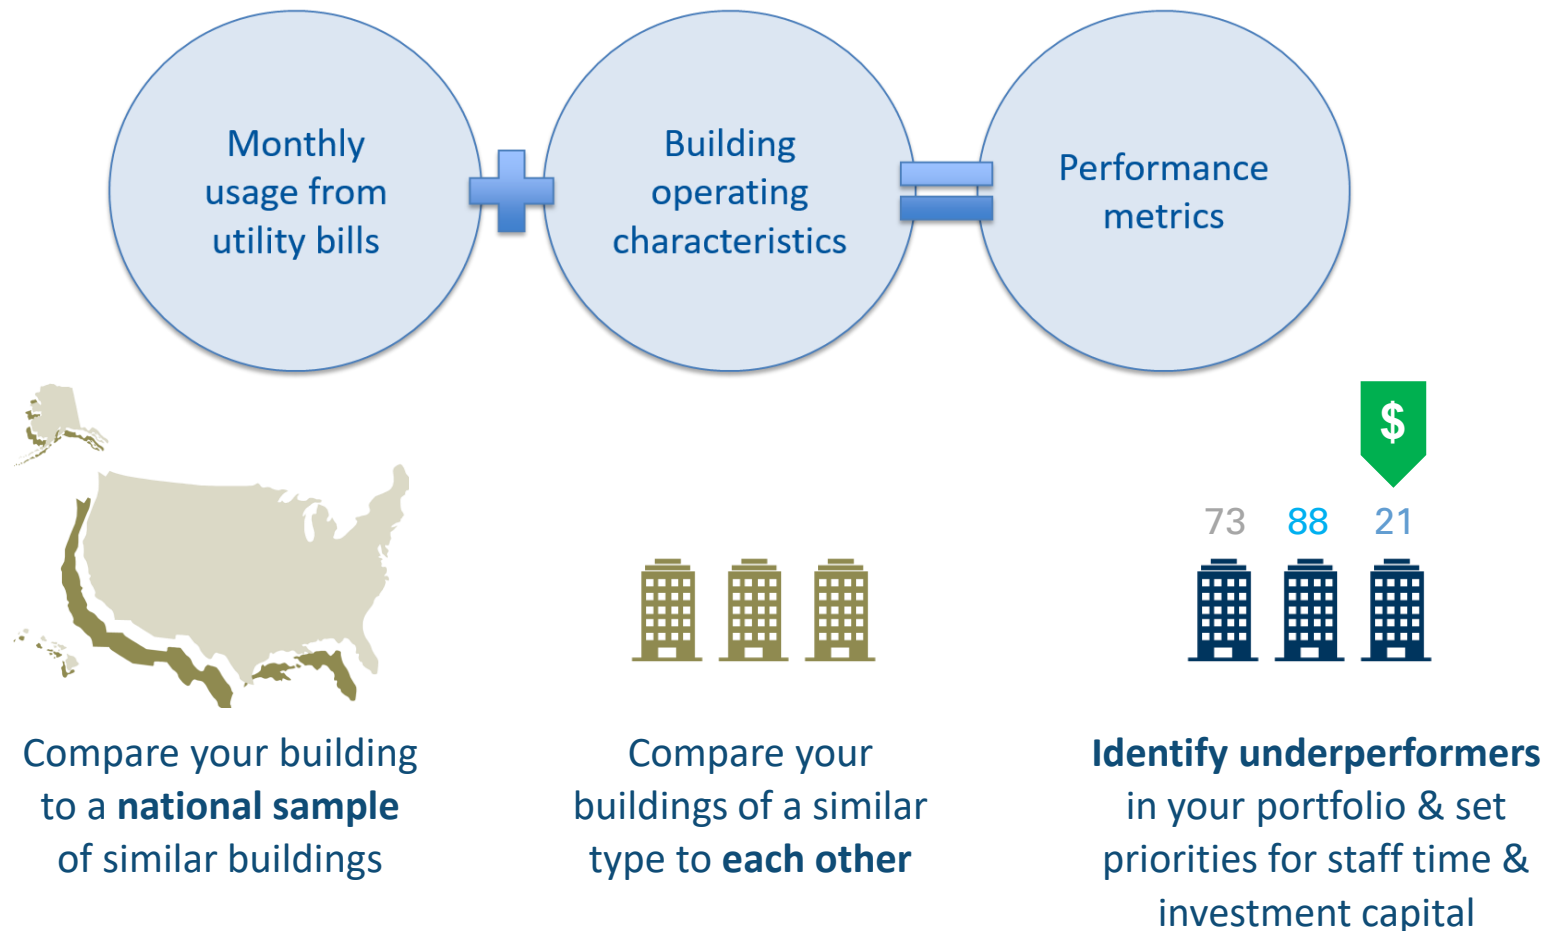 Monthly
usage from
utility bills
Building
operating
characteristics
Performance
metrics
$
73 88 21
Compare your building
to a national sample
of similar buildings
Compare your
buildings of a similar
type to each other
Identify underperformers
in your portfolio & set
priorities for staff time &
investment capital